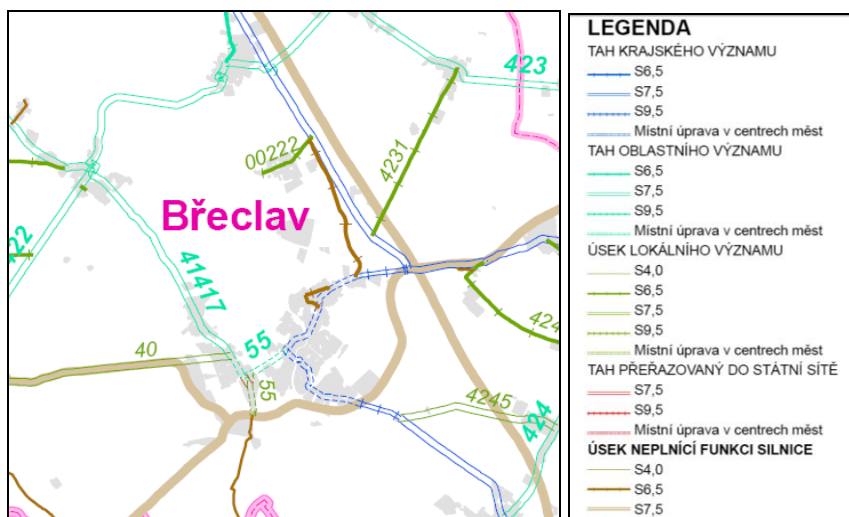 423
00222
4231
Břeclav
422
41417
424
40
55
55
4245
424
LEGENDA
TAH KRAJSKÉHO VÝZNAMU
S6,5
S7,5
S9,5
Místní úprava v centrech měst
TAH OBLASTNÍHO VÝZNAMU
S6,5
S7,5
S9,5
Místní úprava v centrech měst
ÚSEK LOKÁLNÍHO VÝZNAMU
S4,0
S6,5
S7,5
S9,5
Místní úprava v centrech měst
TAH PŘEŘAZOVANÝ DO STÁTNÍ SÍTĚ
S7,5
S9,5
Místní úprava v centrech měst
ÚSEK NEPLNÍCÍ FUNKCI SILNICE
S4,0
S6,5
S7,5